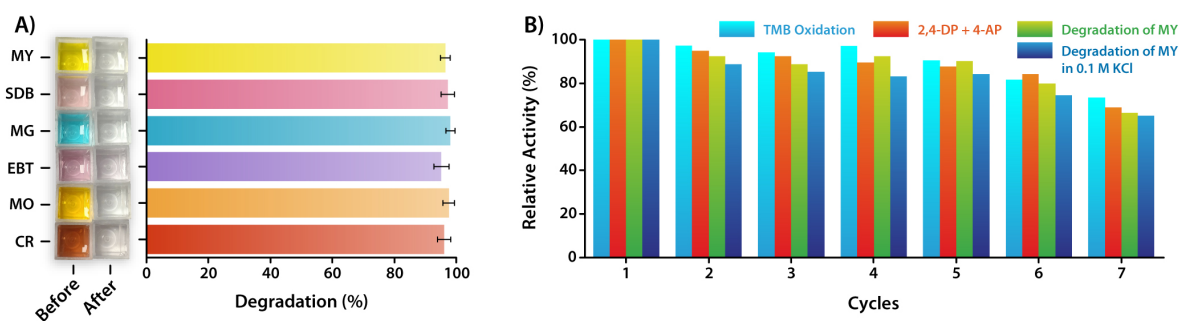 A)
MY
SDB
MG
EBT
MO
CR
Before
After
0 20 40 60 80 100
Degradation (%)
B)
TMB Oxidation
2,4-DP + 4-AP
Degradation of MY
Degradation of MY
in 0.1 M KCl
Relative Activity (%)
100
80
60
40
20
0
1 2 3 4 5 6 7
Cycles